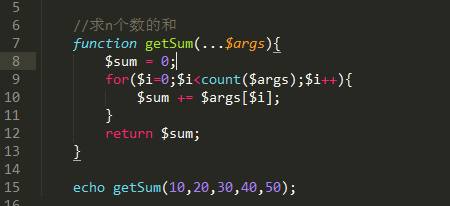 5
6 //求n个数的和
7 function getSum(...$args){
8 $sum = 0;
9 for($i=0;$i<count($args);$i++){
10 $sum += $args[$i];
11 }
12 return $sum;
13 }
14
15 echo getSum(10,20,30,40,50);
16